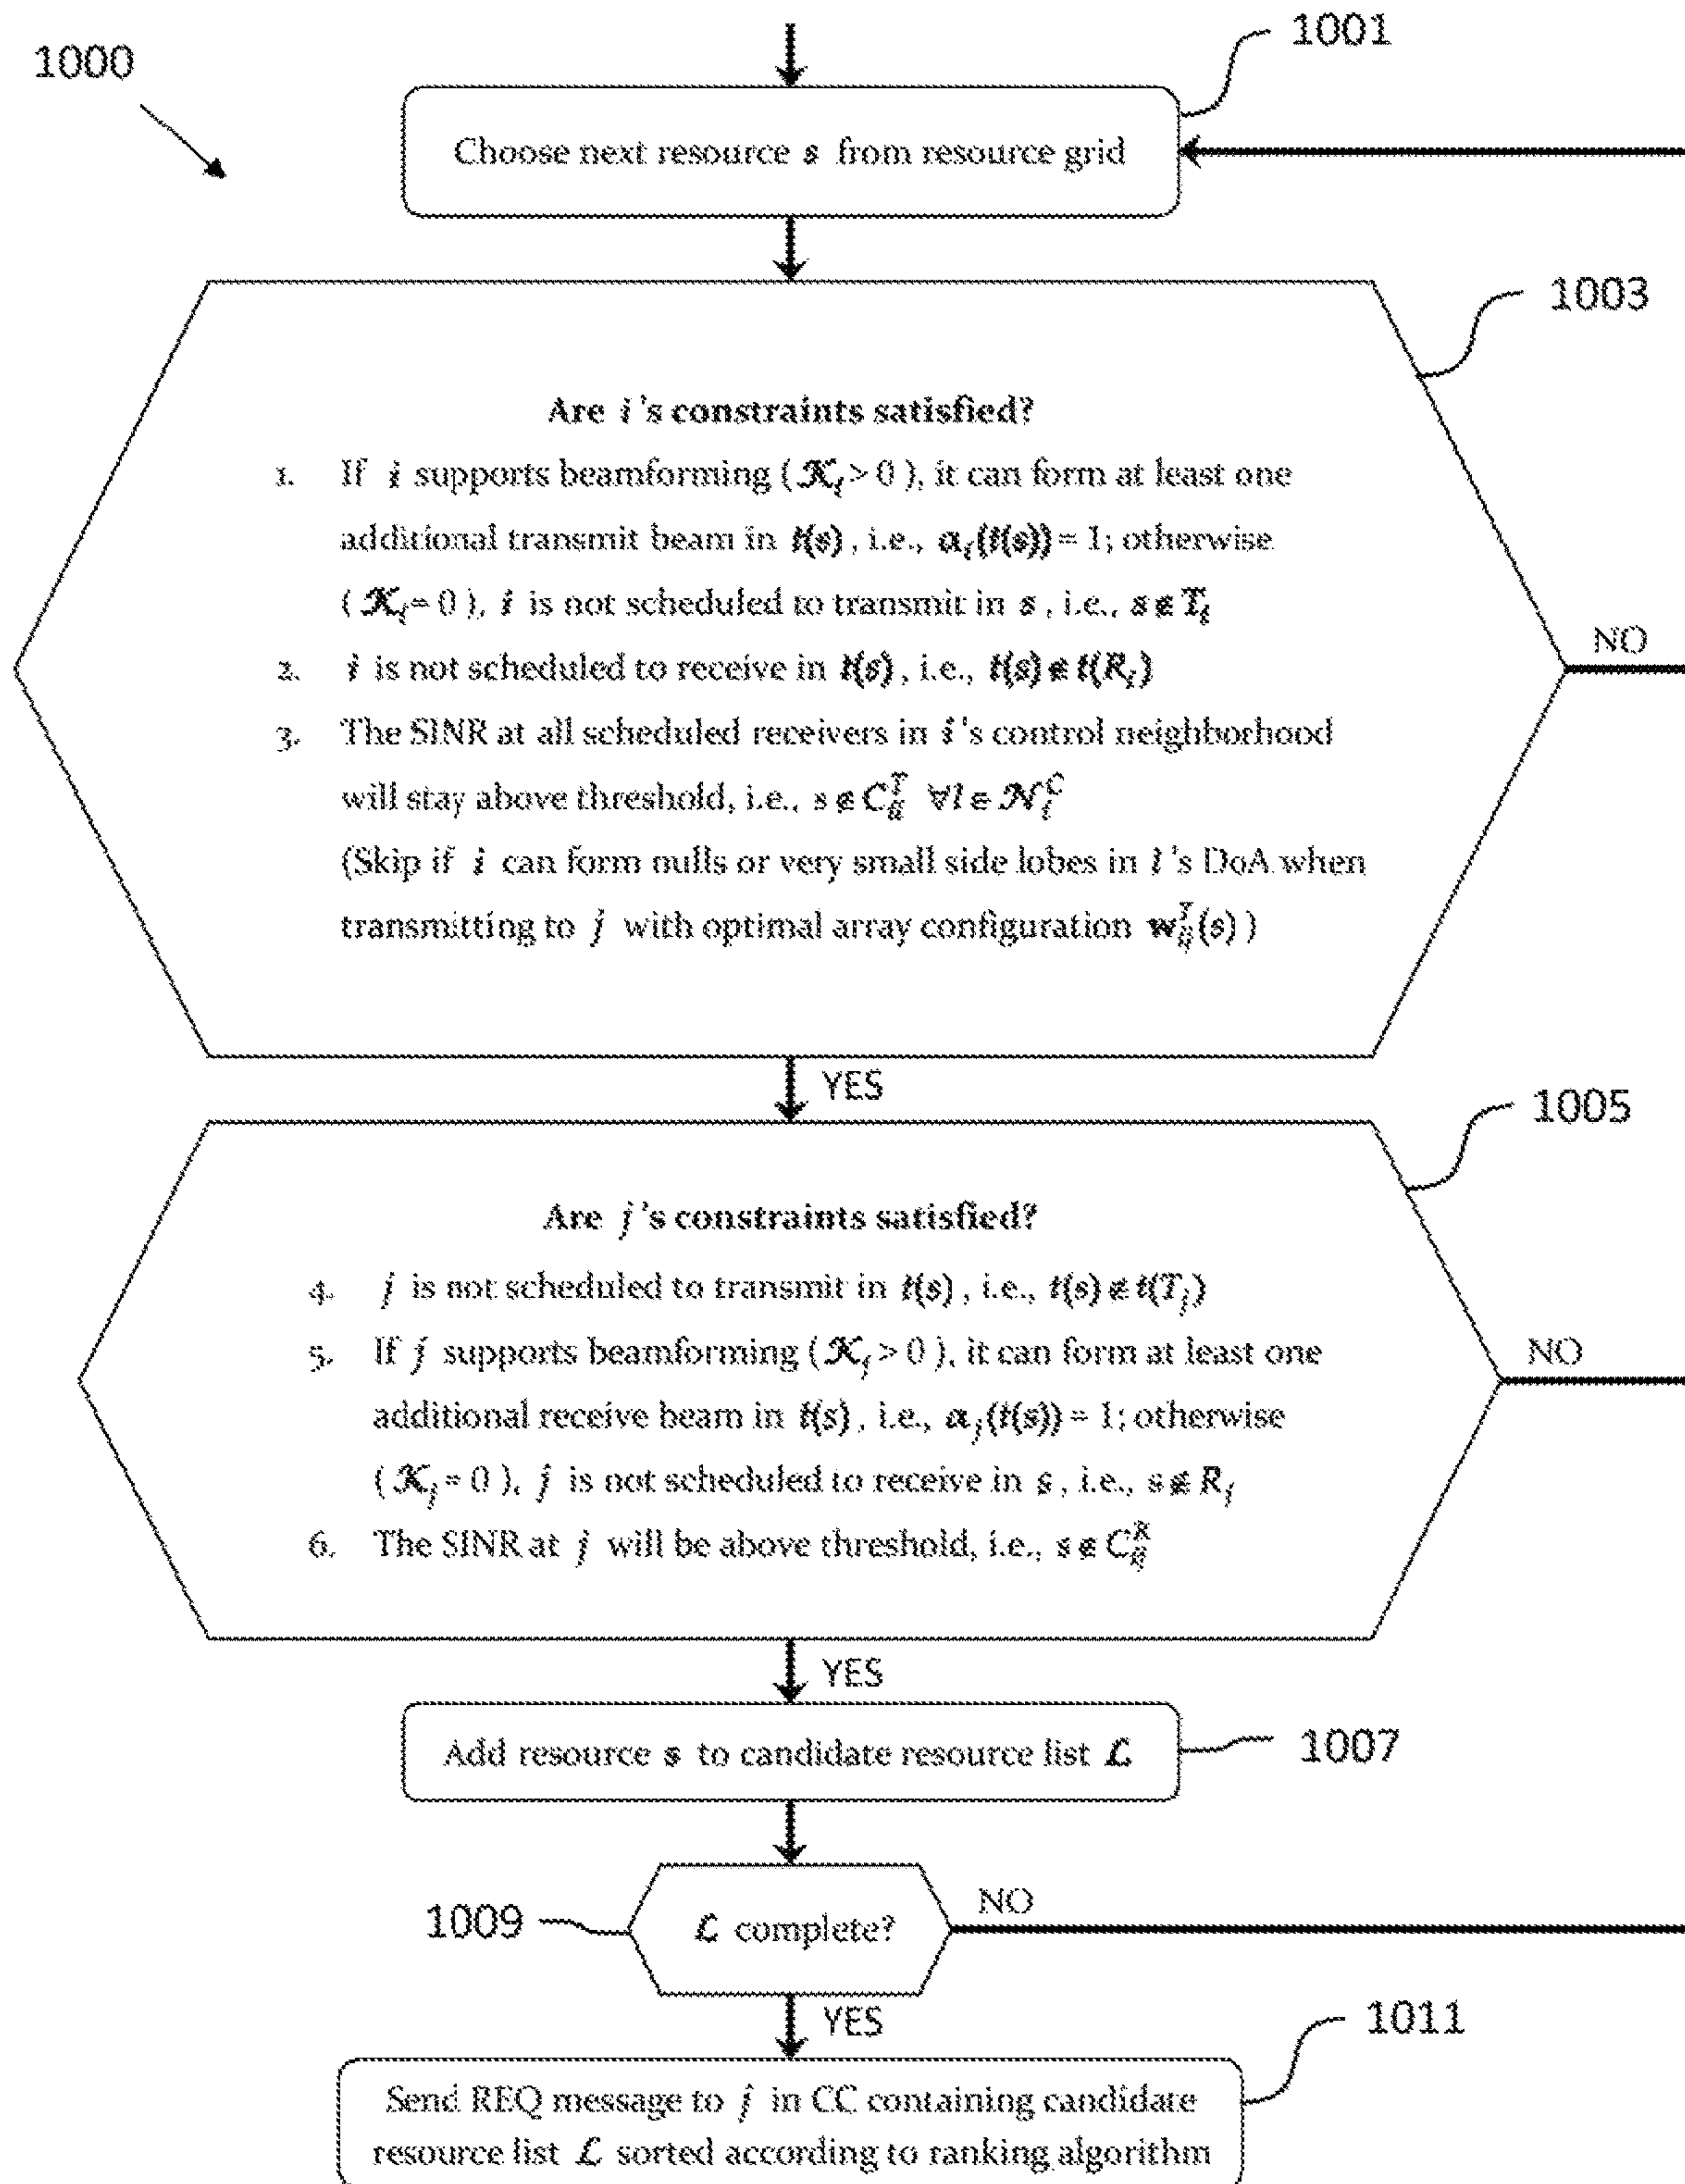 1000
1001
Choose next resource s from resource grid
1003
Are i's constraints satisfied?
1. If i supports beamforming (𝒦ᵢ > 0), it can form at least one
additional transmit beam in t(s), i.e., αᵢ(t(s)) = 1; otherwise
(𝒦ᵢ = 0), i is not scheduled to transmit in s, i.e., s ∉ Tᵢ
2. i is not scheduled to receive in t(s), i.e., t(s) ∉ t(Rᵢ)
NO
3. The SINR at all scheduled receivers in i's control neighborhood
will stay above threshold, i.e., s ∉ C_{il}^T ∀l ∈ 𝒩_i^C
(Skip if i can form nulls or very small side lobes in l's DoA when
transmitting to j with optimal array configuration w_{ij}^T(s))
YES
1005
Are j's constraints satisfied?
4. j is not scheduled to transmit in t(s), i.e., t(s) ∉ t(Tⱼ)
5. If j supports beamforming (𝒦ⱼ > 0), it can form at least one
NO
additional receive beam in t(s), i.e., αⱼ(t(s)) = 1; otherwise
(𝒦ⱼ = 0), j is not scheduled to receive in s, i.e., s ∉ Rⱼ
6. The SINR at j will be above threshold, i.e., s ∉ C_{ij}^R
YES
Add resource s to candidate resource list ℒ
1007
1009
ℒ complete?
NO
YES
1011
Send REQ message to j in CC containing candidate
resource list ℒ sorted according to ranking algorithm